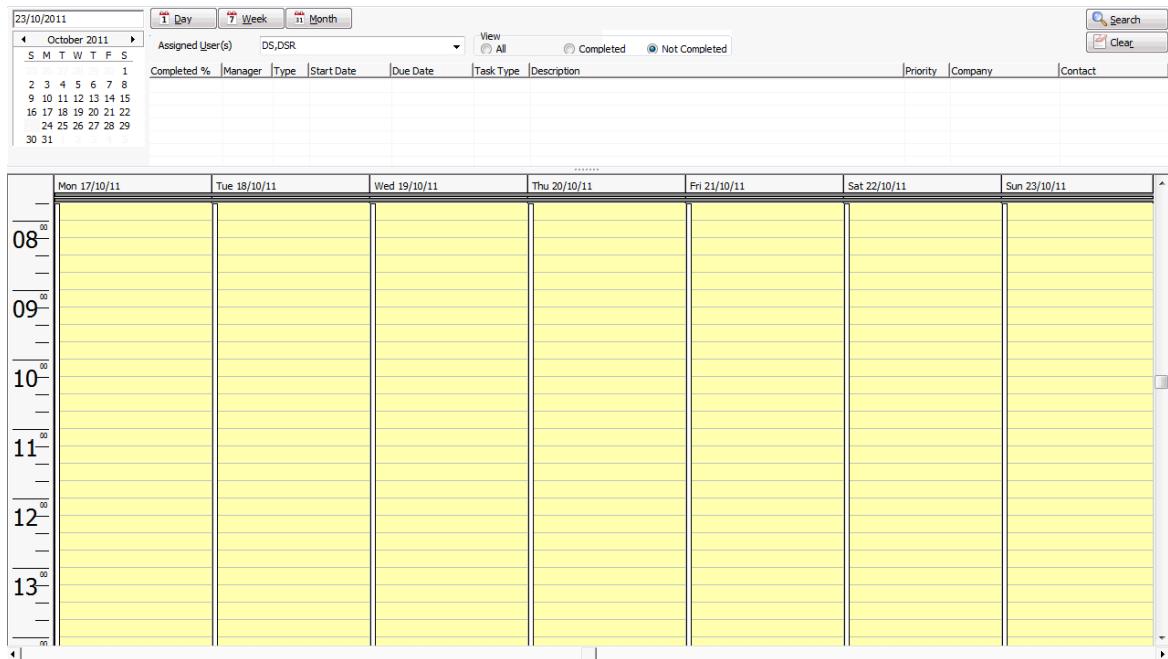 23/10/2011
1 Day 7 Week 31 Month
Search
October 2011
Assigned User(s) DS,DSR
View
All Completed Not Completed
Clear
S M T W T F S
1
2 3 4 5 6 7 8
9 10 11 12 13 14 15
16 17 18 19 20 21 22
24 25 26 27 28 29
30 31
Completed % Manager Type Start Date Due Date Task Type Description Priority Company Contact
Mon 17/10/11 Tue 18/10/11 Wed 19/10/11 Thu 20/10/11 Fri 21/10/11 Sat 22/10/11 Sun 23/10/11
08 00
09 00
10 00
11 00
12 00
13 00
00